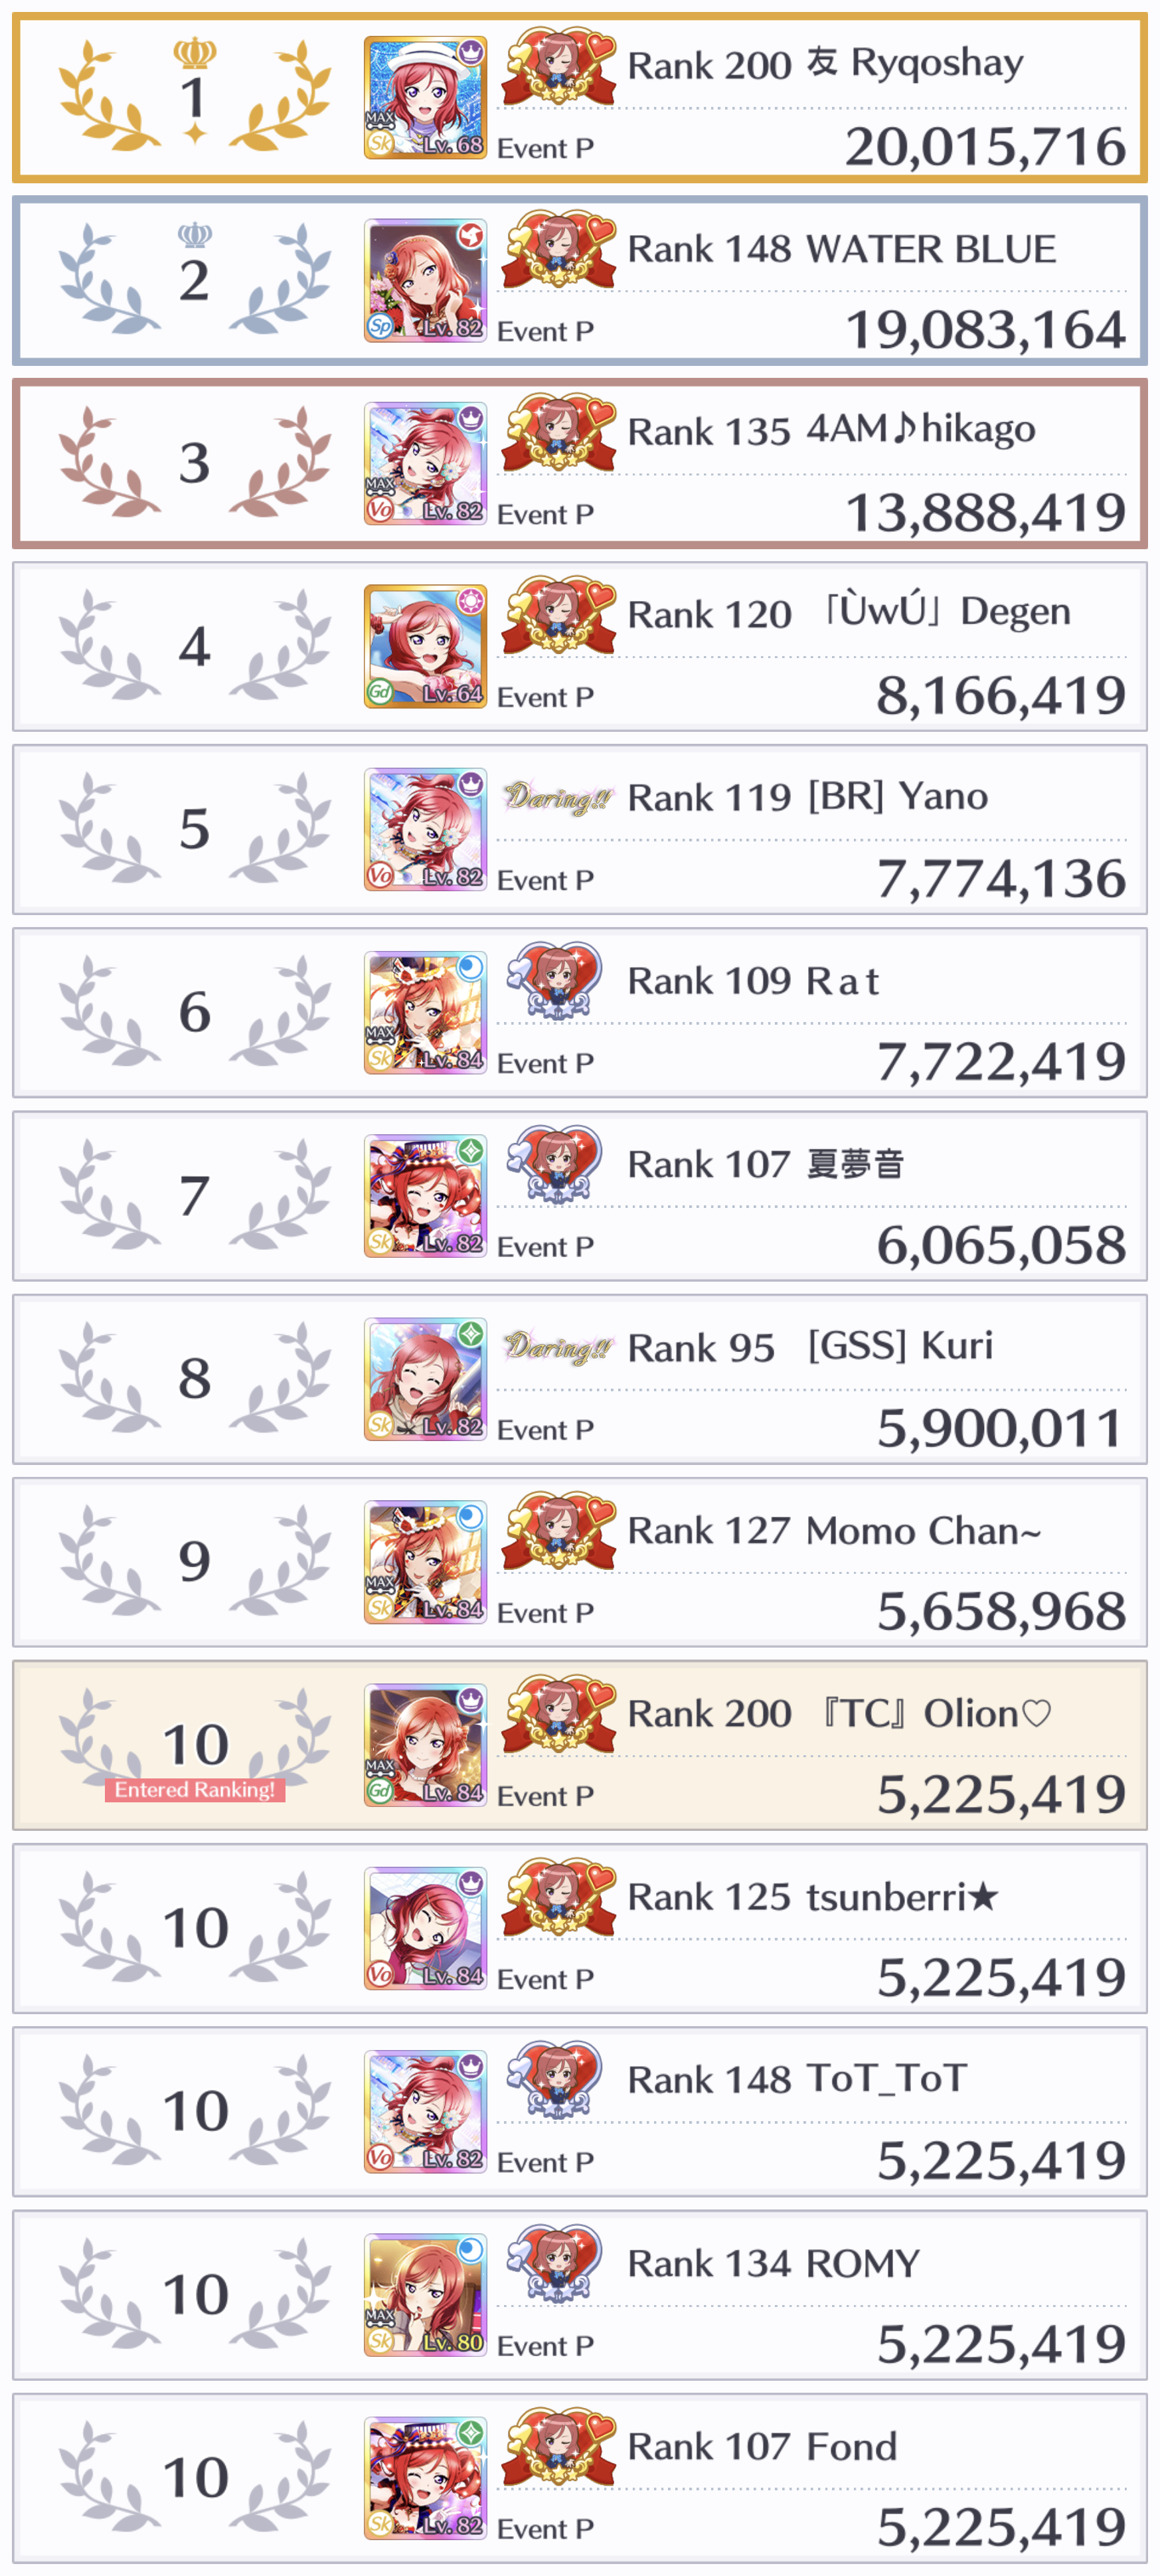 1
MAX
Sk Lv. 68
Rank 200 友 Ryqoshay
Event P 20,015,716
2
Sp Lv. 82
Rank 148 WATER BLUE
Event P 19,083,164
3
MAX
Vo Lv. 82
Rank 135 4AM♪hikago
Event P 13,888,419
4
Gd Lv. 64
Rank 120 「ÙwÚ」Degen
Event P 8,166,419
5
Vo Lv. 82
Daring!! Rank 119 [BR] Yano
Event P 7,774,136
6
MAX
Sk Lv. 84
Rank 109 R a t
Event P 7,722,419
7
Sk Lv. 82
Rank 107 夏夢音
Event P 6,065,058
8
Sk Lv. 82
Daring!! Rank 95 [GSS] Kuri
Event P 5,900,011
9
MAX
Sk Lv. 84
Rank 127 Momo Chan~
Event P 5,658,968
10
Entered Ranking!
MAX
Gd Lv. 84
Rank 200 『TC』Olion♡
Event P 5,225,419
10
Vo Lv. 84
Rank 125 tsunberri★
Event P 5,225,419
10
Vo Lv. 82
Rank 148 ToT_ToT
Event P 5,225,419
10
MAX
Sk Lv. 80
Rank 134 ROMY
Event P 5,225,419
10
Sk Lv. 82
Rank 107 Fond
Event P 5,225,419